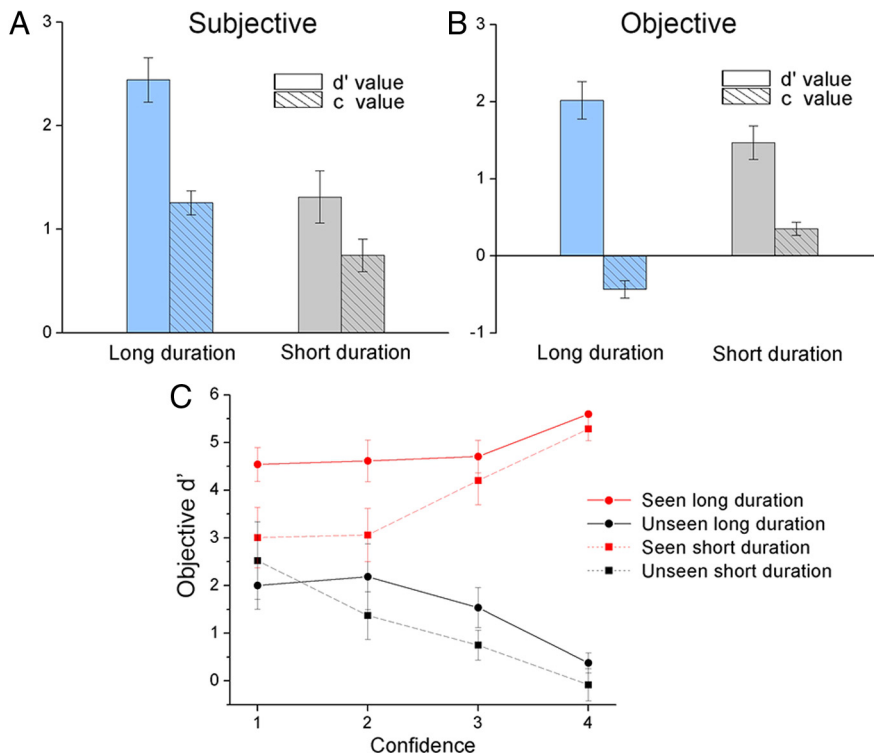 A
Subjective
3
2
1
0
d' value
c value
Long duration
Short duration
B
Objective
3
2
1
0
-1
d' value
c value
Long duration
Short duration
C
Objective d'
6
5
4
3
2
1
0
1
2
3
4
Confidence
Seen long duration
Unseen long duration
Seen short duration
Unseen short duration